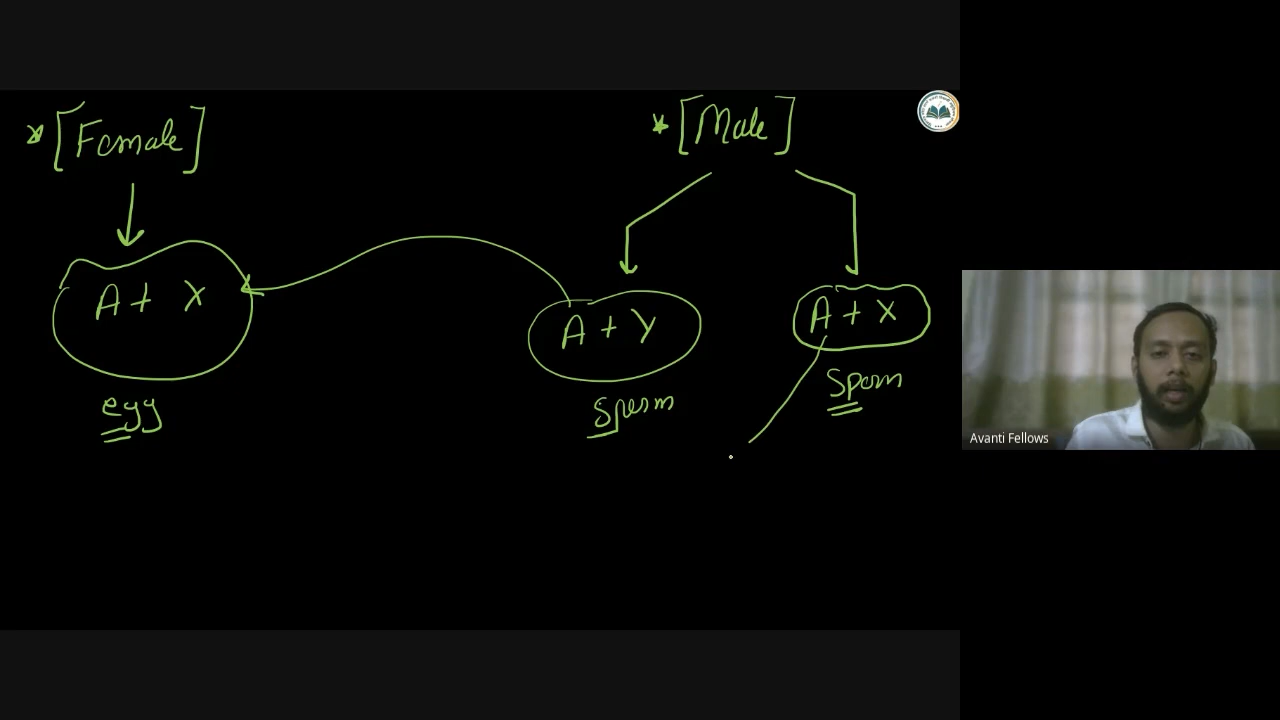 * [Female]
* [Male]
A + X
A + Y
A + X
egg
Sperm
Sperm
Avanti Fellows